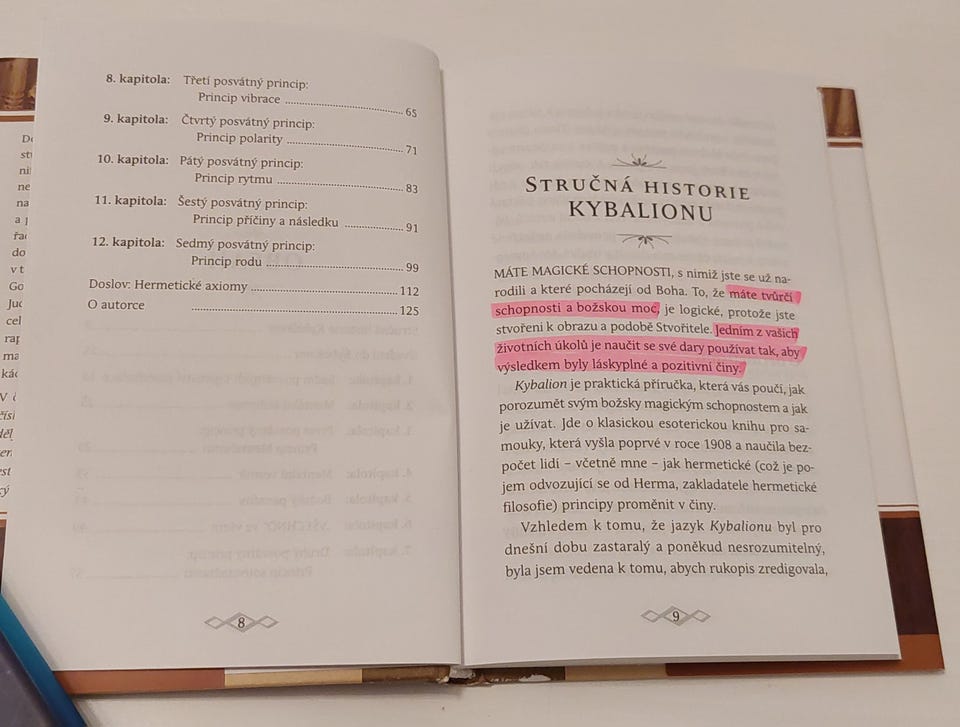 8. kapitola: Třetí posvátný princip:
Princip vibrace ........ 65
9. kapitola: Čtvrtý posvátný princip:
Princip polarity ........ 71
10. kapitola: Pátý posvátný princip:
Princip rytmu ........ 83
11. kapitola: Šestý posvátný princip:
Princip příčiny a následku ........ 91
12. kapitola: Sedmý posvátný princip:
Princip rodu ........ 99
Doslov: Hermetické axiomy ........ 112
O autorce ........ 125
8
STRUČNÁ HISTORIE
KYBALIONU
MÁTE MAGICKÉ SCHOPNOSTI, s nimiž jste se už na-
rodili a které pocházejí od Boha. To, že máte tvůrčí
schopnosti a božskou moc, je logické, protože jste
stvořeni k obrazu a podobě Stvořitele. Jedním z vašich
životních úkolů je naučit se své dary používat tak, aby
výsledkem byly láskyplné a pozitivní činy.
Kybalion je praktická příručka, která vás poučí, jak
porozumět svým božsky magickým schopnostem a jak
je užívat. Jde o klasickou esoterickou knihu pro sa-
mouky, která vyšla poprvé v roce 1908 a naučila bez-
počet lidí – včetně mne – jak hermetické (což je po-
jem odvozující se od Herma, zakladatele hermetické
filosofie) principy proměnit v činy.
Vzhledem k tomu, že jazyk Kybalionu byl pro
dnešní dobu zastaralý a poněkud nesrozumitelný,
byla jsem vedena k tomu, abych rukopis zredigovala,
9